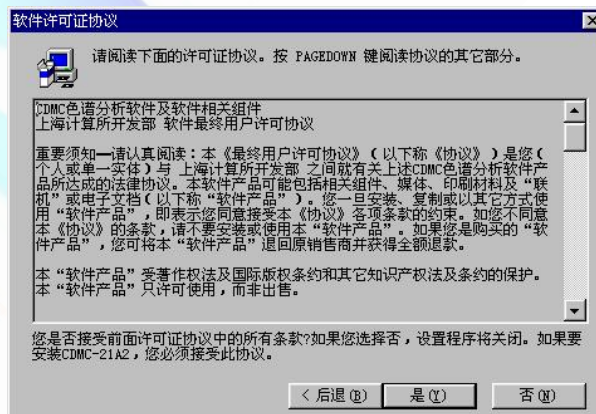 软件许可证协议
请阅读下面的许可证协议。按 PAGEDOWN 键阅读协议的其它部分。
CDMC色谱分析软件及软件相关组件
上海计算所开发部 软件最终用户许可协议
重要须知━请认真阅读：本《最终用户许可协议》（以下称《协议》）是您（
个人或单一实体）与 上海计算所开发部 之间就有关上述CDMC色谱分析软件产
品所达成的法律协议。本软件产品可能包括相关组件、媒体、印刷材料及“联
机”或电子文档（以下称“软件产品”）。您一旦安装、复制或以其它方式使
用“软件产品”，即表示您同意接受本《协议》各项条款的约束。如您不同意
本《协议》的条款，请不要安装或使用本“软件产品”。如果您是购买的“软
件产品”，您可将本“软件产品”退回原销售商并获得全额退款。
本“软件产品”受著作权法及国际版权条约和其它知识产权法及条约的保护。
本“软件产品”只许可使用，而非出售。
您是否接受前面许可证协议中的所有条款?如果您选择否，设置程序将关闭。如果要
安装CDMC-21A2，您必须接受此协议。
< 后退(B) 是(Y) 否(N)